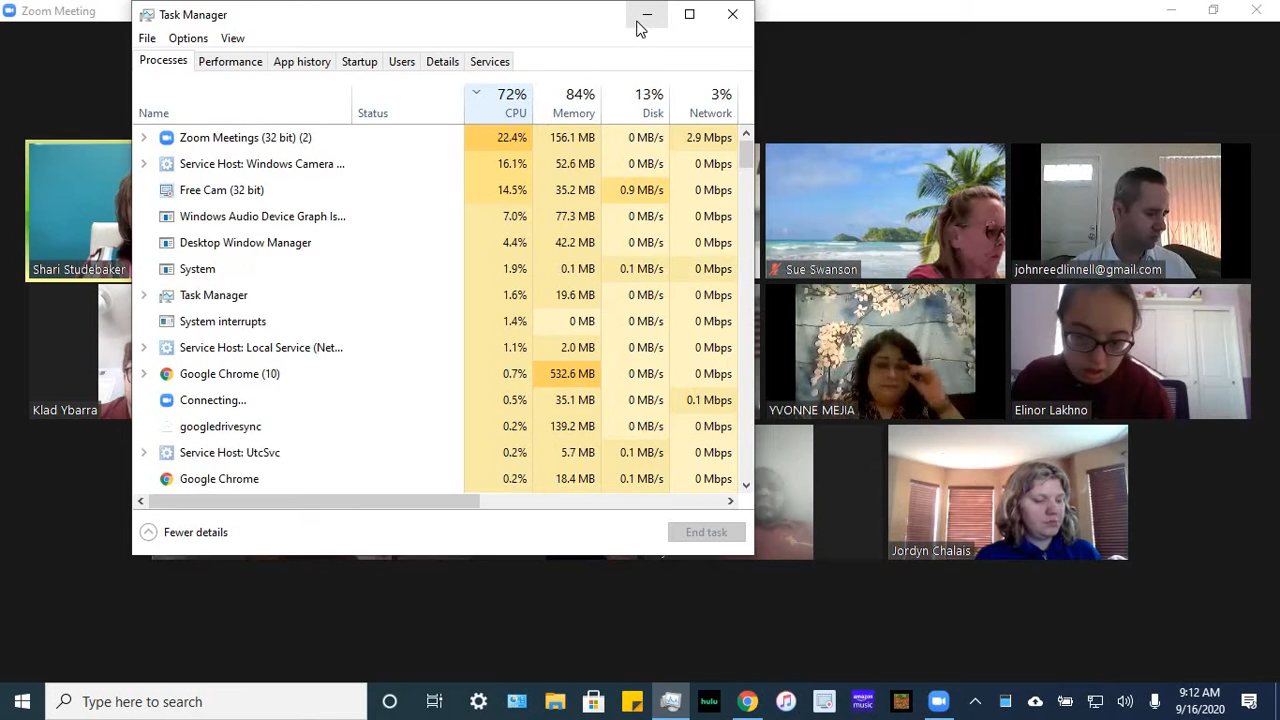 Zoom Meeting
Task Manager
File Options View
Processes Performance App history Startup Users Details Services
72% 84% 13% 3%
Name Status CPU Memory Disk Network
Zoom Meetings (32 bit) (2) 22.4% 156.1 MB 0 MB/s 2.9 Mbps
Service Host: Windows Camera ... 16.1% 52.6 MB 0 MB/s 0 Mbps
Free Cam (32 bit) 14.5% 35.2 MB 0.9 MB/s 0 Mbps
Windows Audio Device Graph Is... 7.0% 77.3 MB 0 MB/s 0 Mbps
Desktop Window Manager 4.4% 42.2 MB 0 MB/s 0 Mbps
System 1.9% 0.1 MB 0.1 MB/s 0 Mbps
Task Manager 1.6% 19.6 MB 0 MB/s 0 Mbps
System interrupts 1.4% 0 MB 0 MB/s 0 Mbps
Service Host: Local Service (Net... 1.1% 2.0 MB 0 MB/s 0 Mbps
Google Chrome (10) 0.7% 532.6 MB 0 MB/s 0 Mbps
Connecting... 0.5% 35.1 MB 0 MB/s 0.1 Mbps
googledrivesync 0.2% 139.2 MB 0 MB/s 0 Mbps
Service Host: UtcSvc 0.2% 5.7 MB 0.1 MB/s 0 Mbps
Google Chrome 0.2% 18.4 MB 0.1 MB/s 0 Mbps
Fewer details End task
Shari Studebaker
Sue Swanson
johnreedlinnell@gmail.com
Klad Ybarra
YVONNE MEJIA
Elinor Lakhno
Jordyn Chalais
Type here to search
hulu
amazon music
9:12 AM
9/16/2020